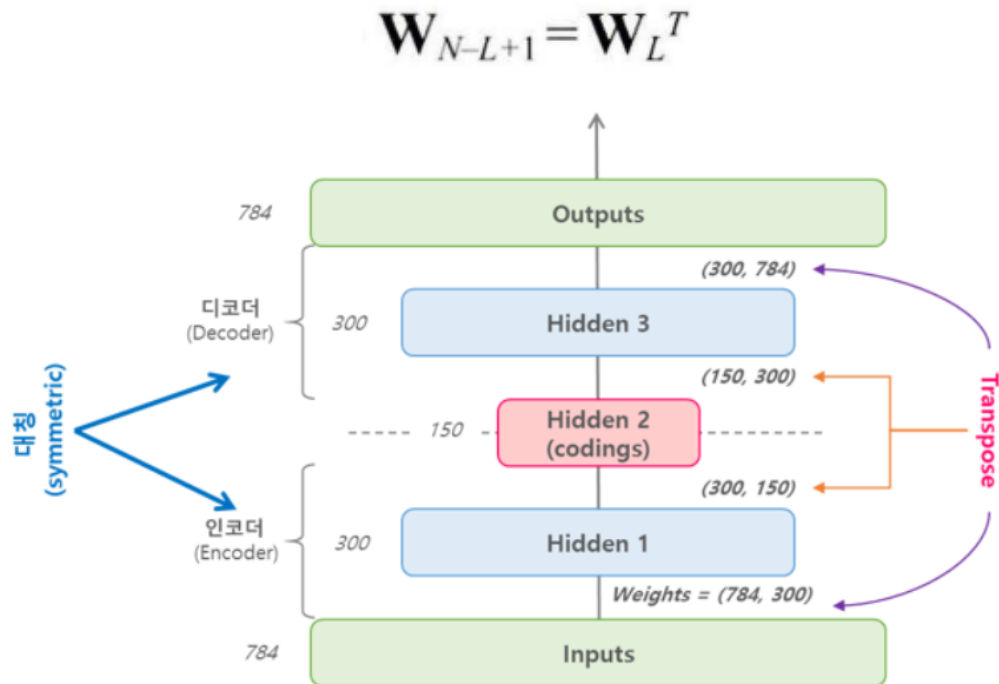 W_{N-L+1} = W_L^T
784
Outputs
(300, 784)
디코더
(Decoder)
300
Hidden 3
(150, 300)
대칭
(symmetric)
150
Hidden 2
(codings)
Transpose
(300, 150)
인코더
(Encoder)
300
Hidden 1
Weights = (784, 300)
784
Inputs